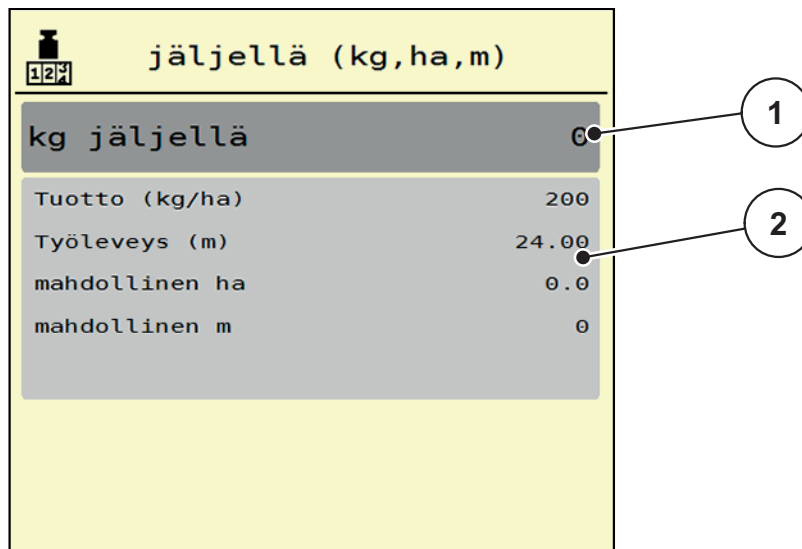 123
jäljellä (kg,ha,m)
kg jäljellä 0
1
Tuotto (kg/ha) 200
Työleveys (m) 24.00
2
mahdollinen ha 0.0
mahdollinen m 0